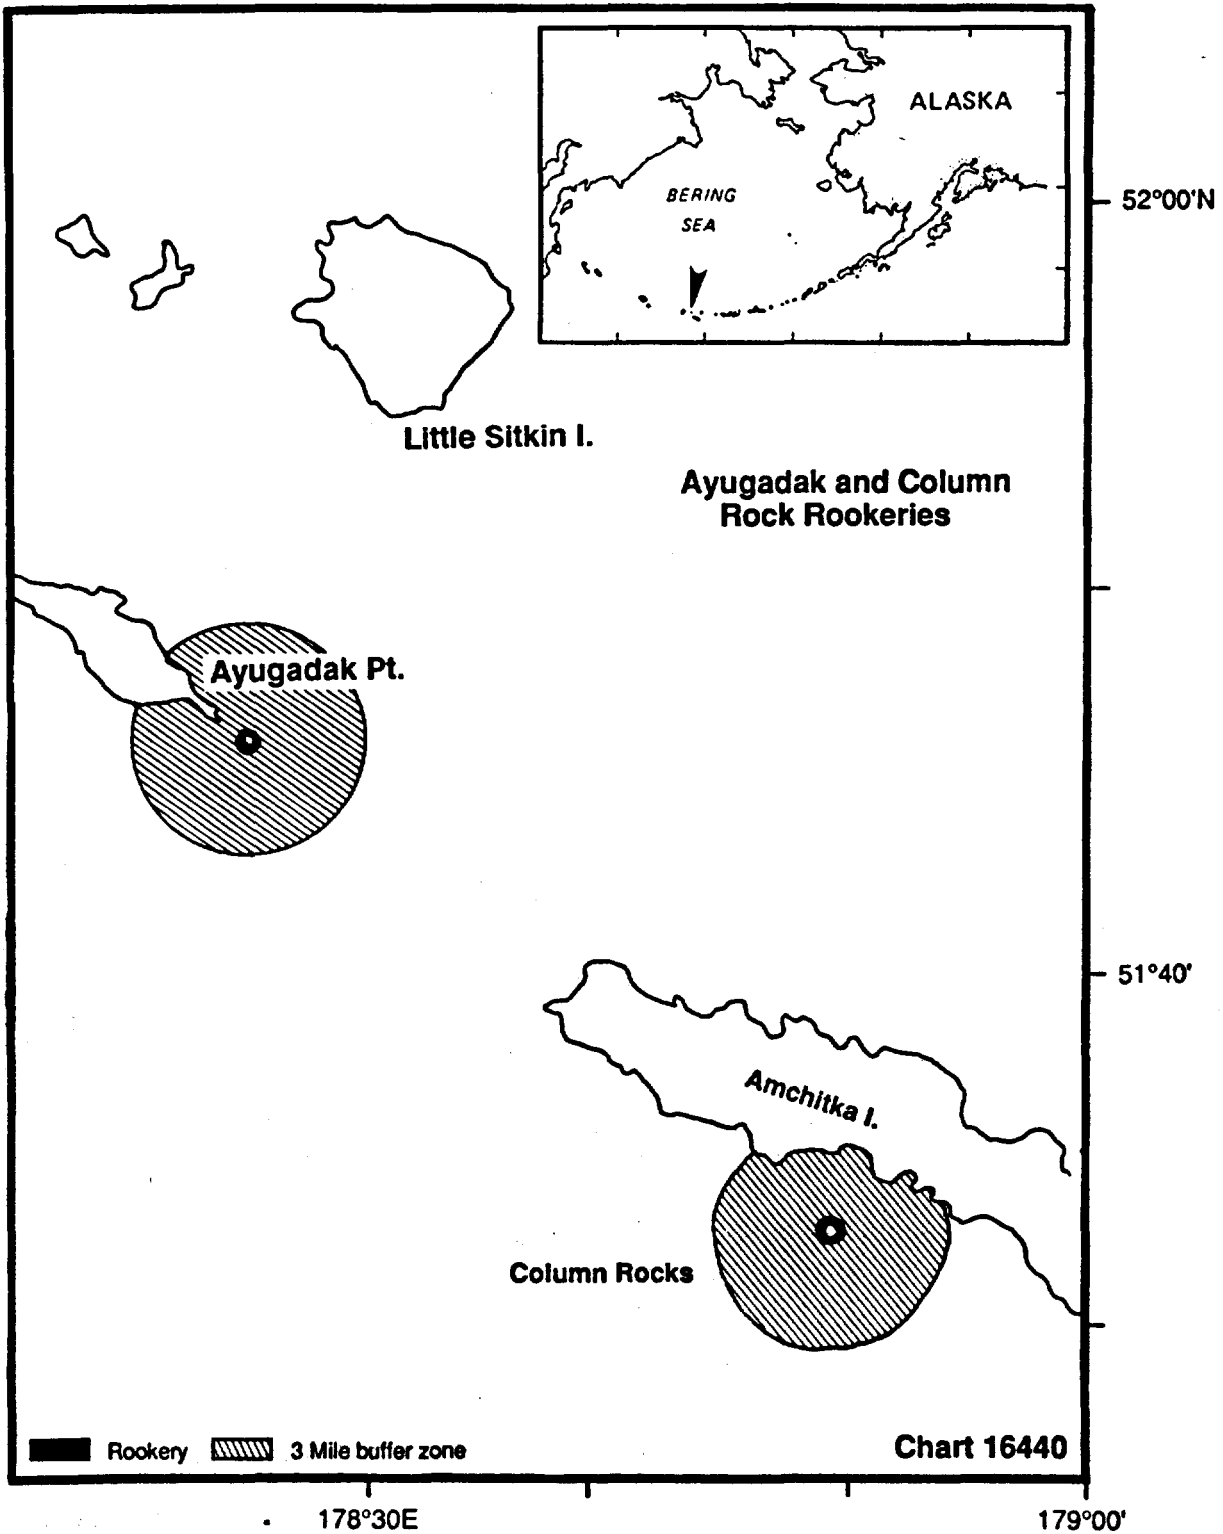 ALASKA
BERING
SEA
52°00'N
Little Sitkin I.
Ayugadak and Column
Rock Rookeries
Ayugadak Pt.
51°40'
Amchitka I.
Column Rocks
Rookery
3 Mile buffer zone
Chart 16440
178°30E
179°00'